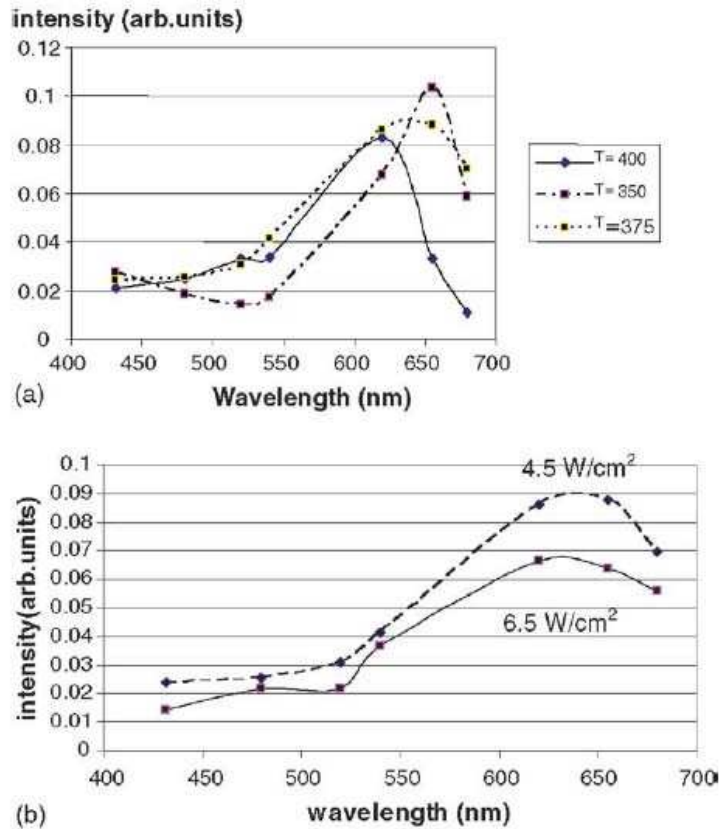 intensity (arb.units)
0.12
0.1
0.08
0.06
0.04
0.02
0
400 450 500 550 600 650 700
Wavelength (nm)
(a)
T= 400
T= 350
T=375
0.1
0.09
0.08
0.07
0.06
0.05
0.04
0.03
0.02
0.01
0
intensity(arb.units)
4.5 W/cm²
6.5 W/cm²
400 450 500 550 600 650 700
wavelength (nm)
(b)